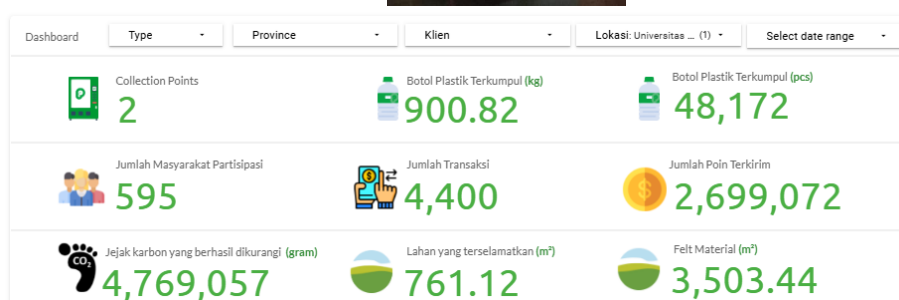 Dashboard Type Province Klien Lokasi: Universitas ... (1) Select date range
Collection Points Botol Plastik Terkumpul (kg) Botol Plastik Terkumpul (pcs)
2 900.82 48,172
Jumlah Masyarakat Partisipasi Jumlah Transaksi Jumlah Poin Terkirim
595 4,400 2,699,072
Jejak karbon yang berhasil dikurangi (gram) Lahan yang terselamatkan (m²) Felt Material (m²)
CO₂ 4,769,057 761.12 3,503.44